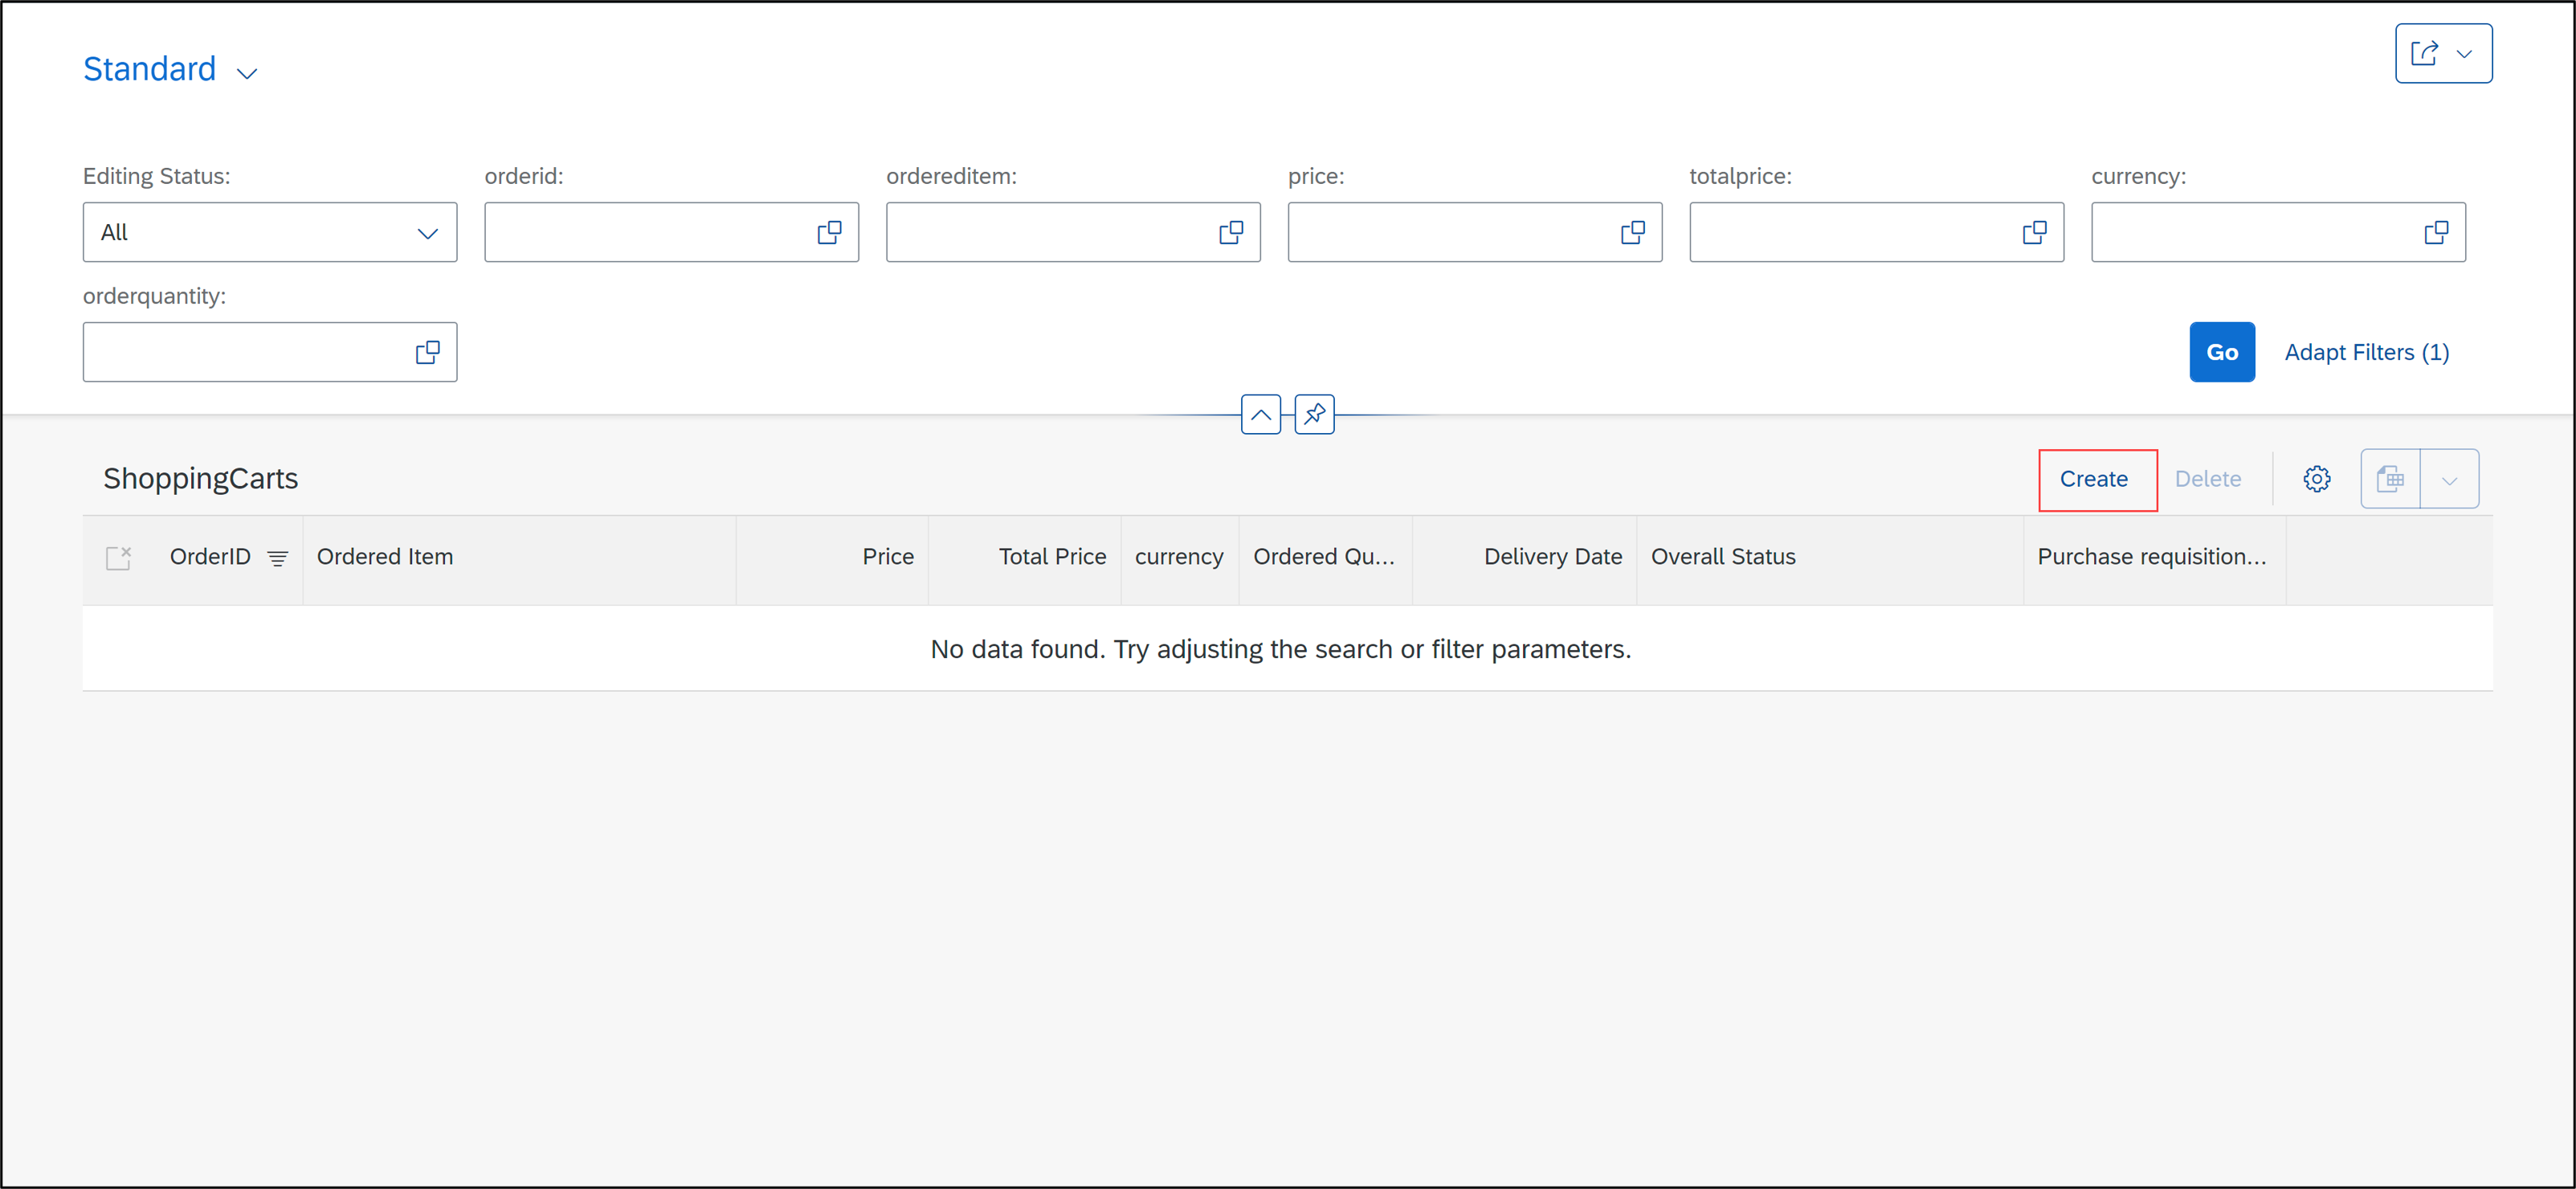 Standard
Editing Status: orderid: ordereditem: price: totalprice: currency:
All
orderquantity:
Go Adapt Filters (1)
ShoppingCarts Create Delete
OrderID Ordered Item Price Total Price currency Ordered Qu... Delivery Date Overall Status Purchase requisition...
No data found. Try adjusting the search or filter parameters.